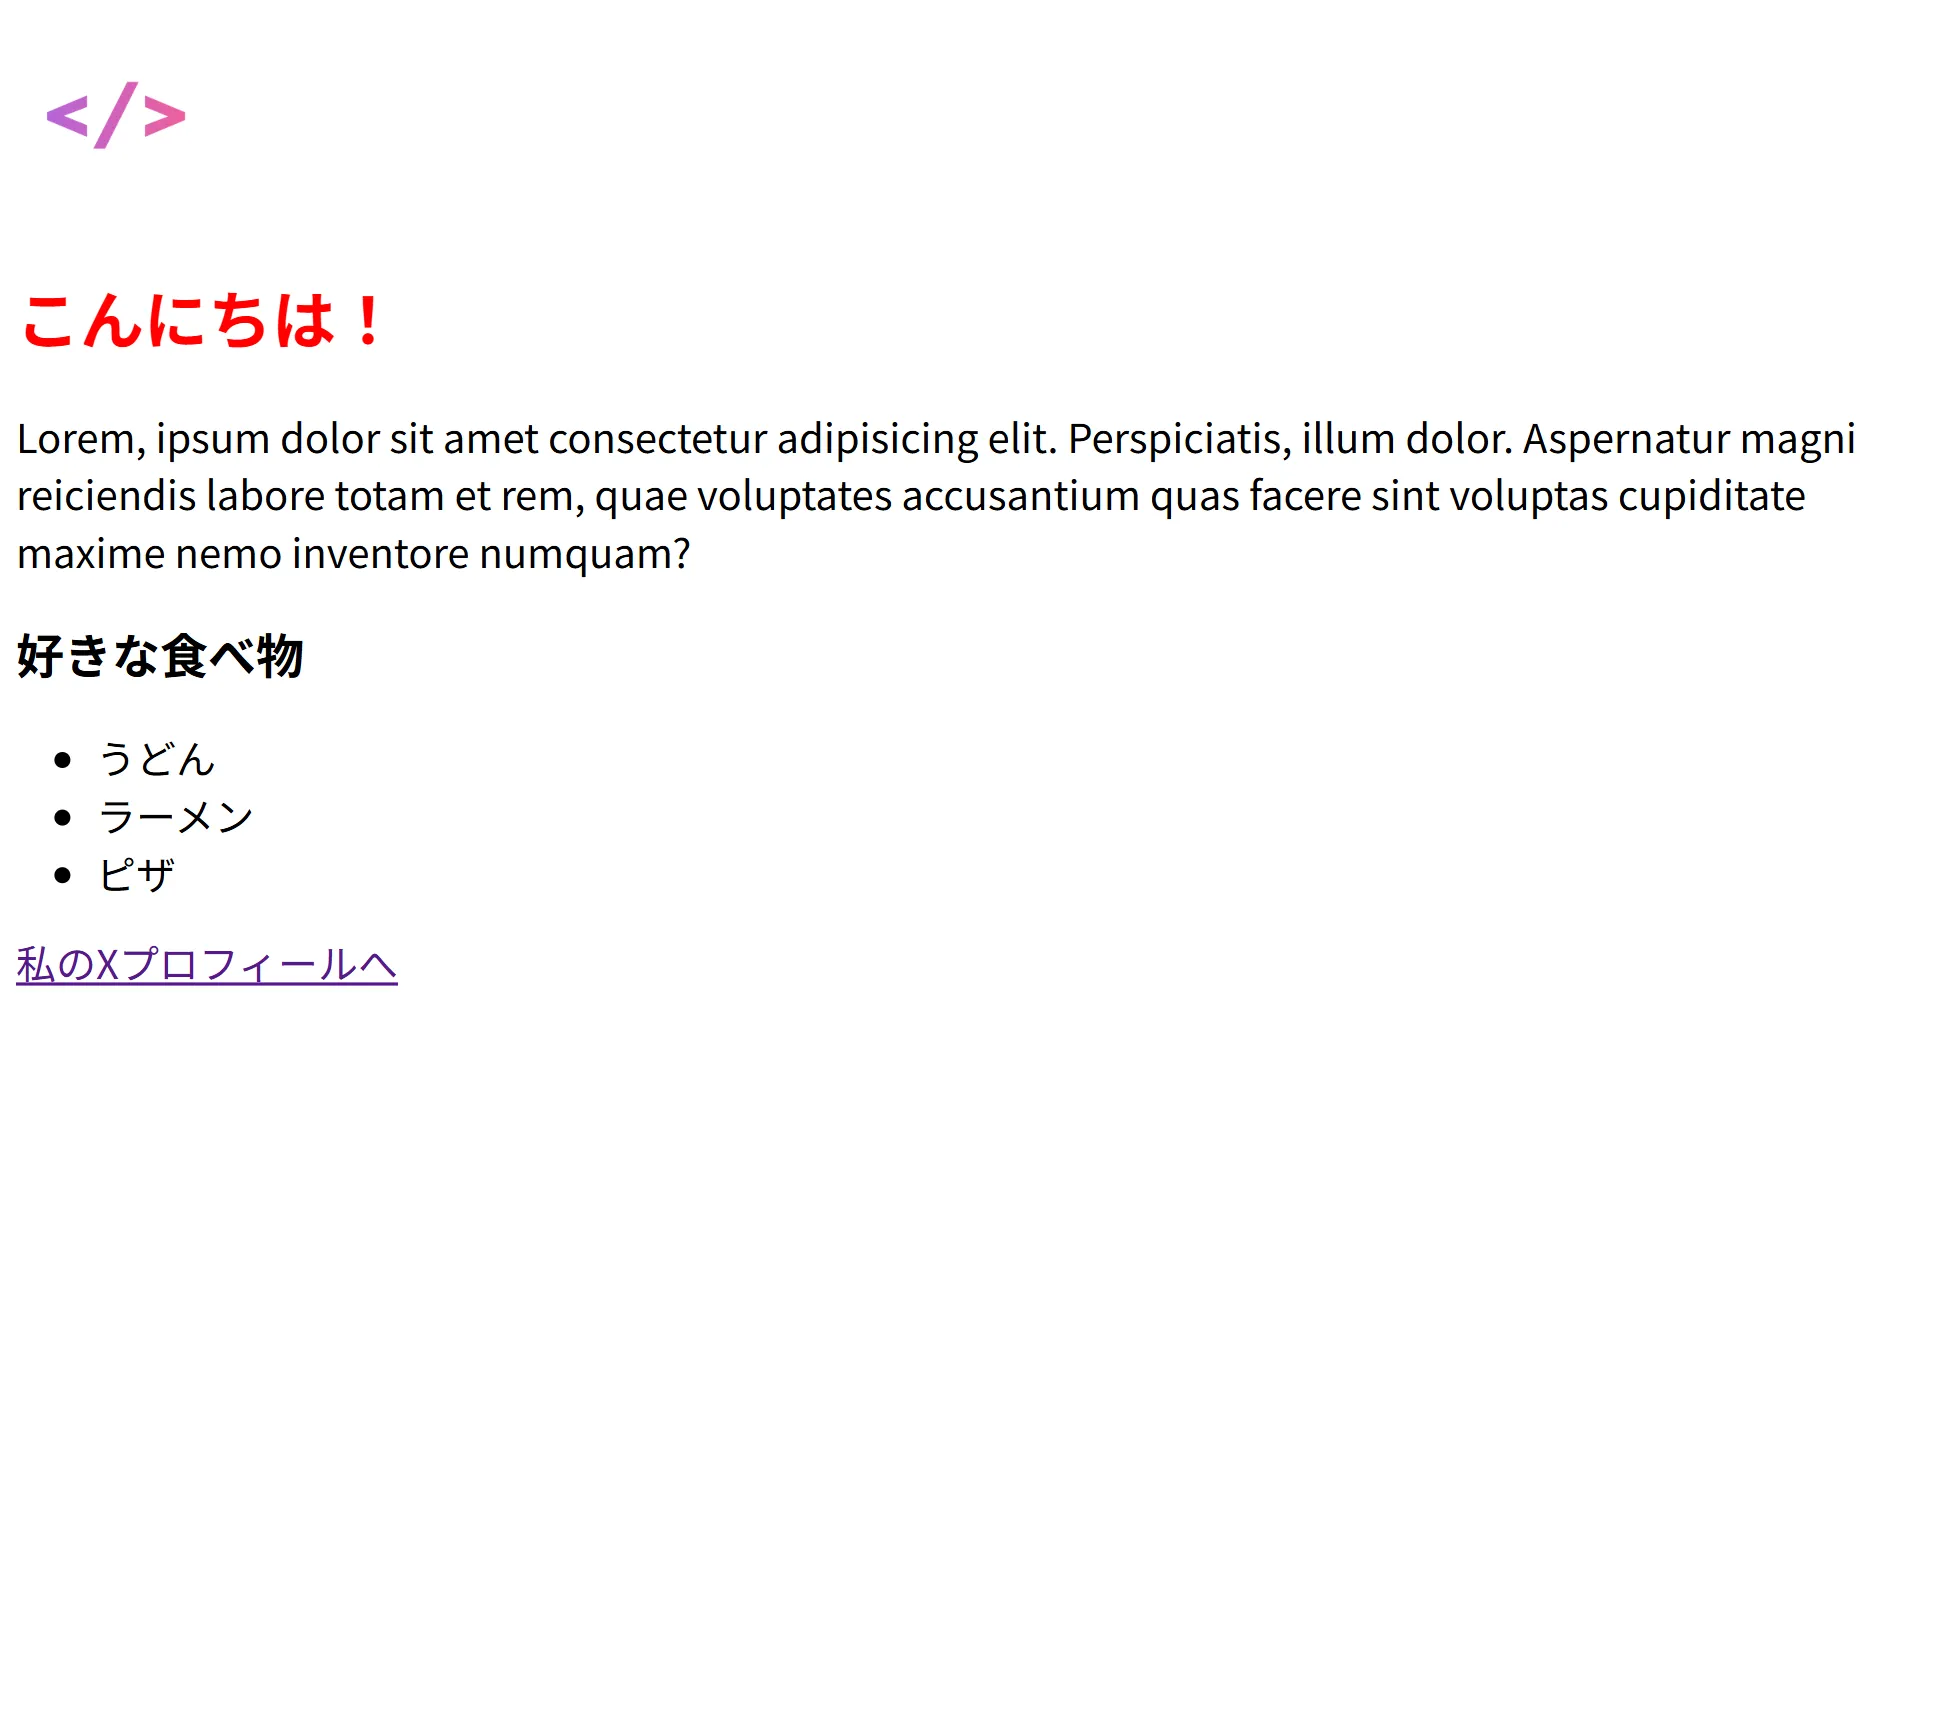 </>
こんにちは！
Lorem, ipsum dolor sit amet consectetur adipisicing elit. Perspiciatis, illum dolor. Aspernatur magni
reiciendis labore totam et rem, quae voluptates accusantium quas facere sint voluptas cupiditate
maxime nemo inventore numquam?
好きな食べ物
うどん
ラーメン
ピザ
私のXプロフィールへ